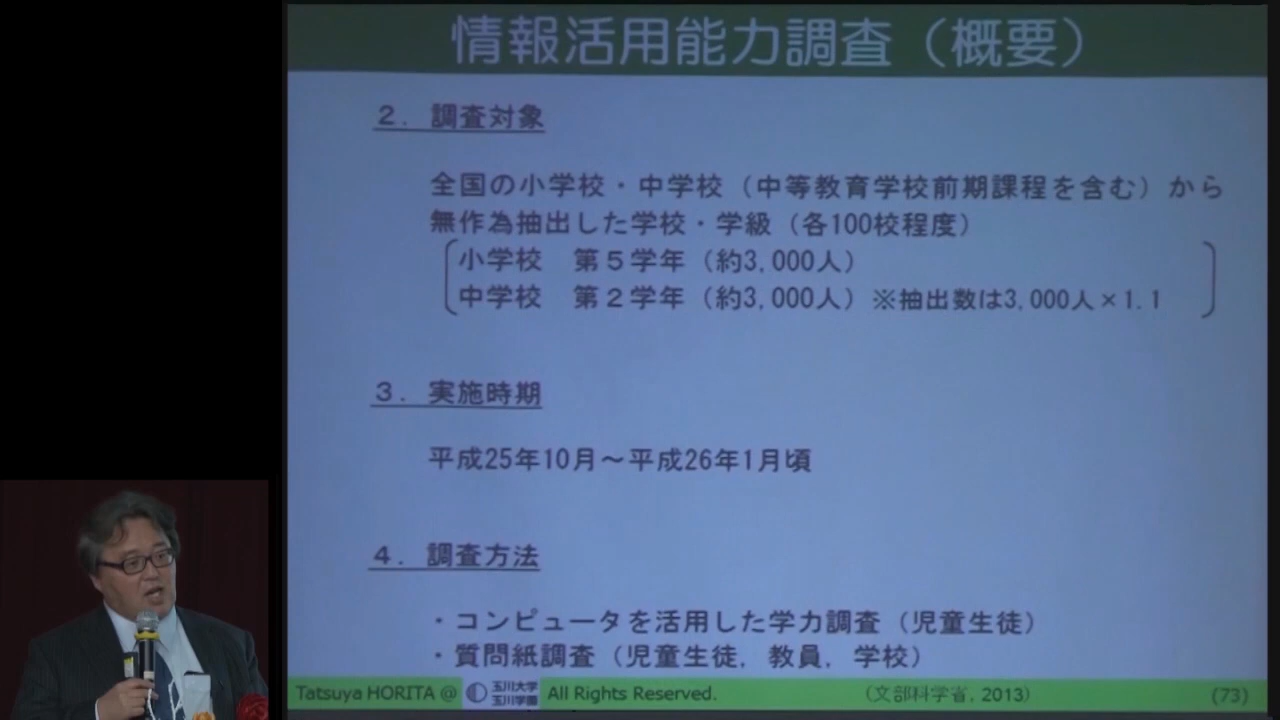 情報活用能力調査（概要）
２．調査対象
全国の小学校・中学校（中等教育学校前期課程を含む）から
無作為抽出した学校・学級（各100校程度）
小学校　第５学年（約3,000人）
中学校　第２学年（約3,000人）※抽出数は3,000人×1.1
３．実施時期
平成25年10月～平成26年1月頃
４．調査方法
・コンピュータを活用した学力調査（児童生徒）
・質問紙調査（児童生徒，教員，学校）
Tatsuya HORITA @ 玉川大学 玉川学園 All Rights Reserved. （文部科学省, 2013） (73)